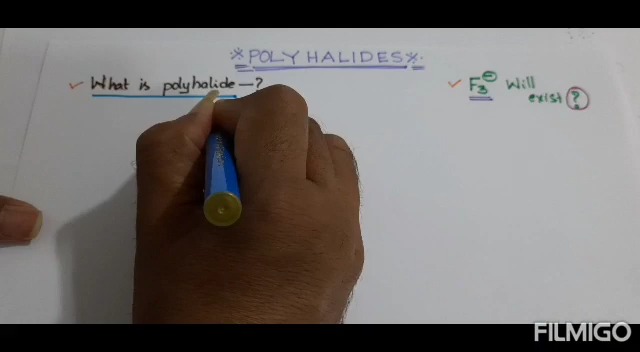 ※POLYHALIDES※
✓ What is polyhalide —?
✓ F₃⊖ Will
exist ?
FILMIGO